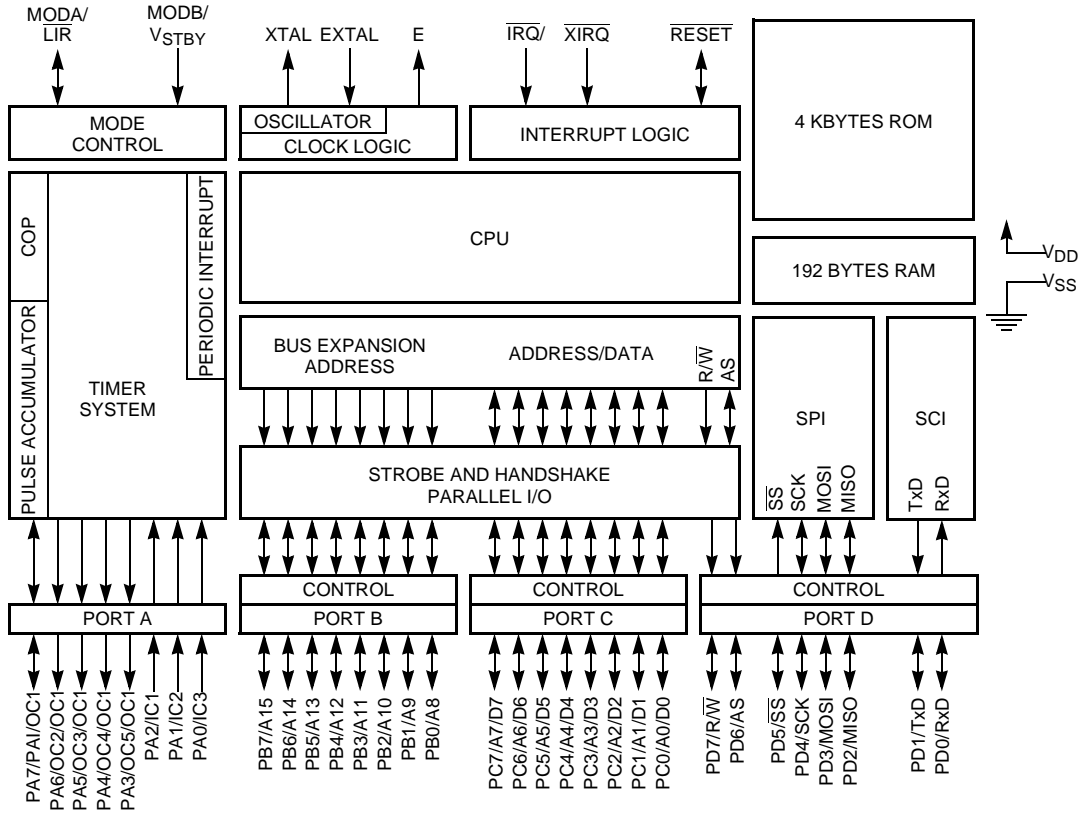 MODA/
LIR
MODB/
VSTBY
XTAL EXTAL E
IRQ/ XIRQ RESET
MODE
CONTROL
OSCILLATOR
CLOCK LOGIC
INTERRUPT LOGIC
4 KBYTES ROM
COP
PERIODIC INTERRUPT
PULSE ACCUMULATOR
TIMER
SYSTEM
CPU
192 BYTES RAM
VDD
VSS
BUS EXPANSION
ADDRESS
ADDRESS/DATA
R/W
AS
STROBE AND HANDSHAKE
PARALLEL I/O
SPI
SS
SCK
MOSI
MISO
SCI
TxD
RxD
PORT A
CONTROL
PORT B
CONTROL
PORT C
CONTROL
PORT D
PA7/PAI/OC1
PA6/OC2/OC1
PA5/OC3/OC1
PA4/OC4/OC1
PA3/OC5/OC1
PA2/IC1
PA1/IC2
PA0/IC3
PB7/A15
PB6/A14
PB5/A13
PB4/A12
PB3/A11
PB2/A10
PB1/A9
PB0/A8
PC7/A7/D7
PC6/A6/D6
PC5/A5/D5
PC4/A4/D4
PC3/A3/D3
PC2/A2/D2
PC1/A1/D1
PC0/A0/D0
PD7/R/W
PD6/AS
PD5/SS
PD4/SCK
PD3/MOSI
PD2/MISO
PD1/TxD
PD0/RxD